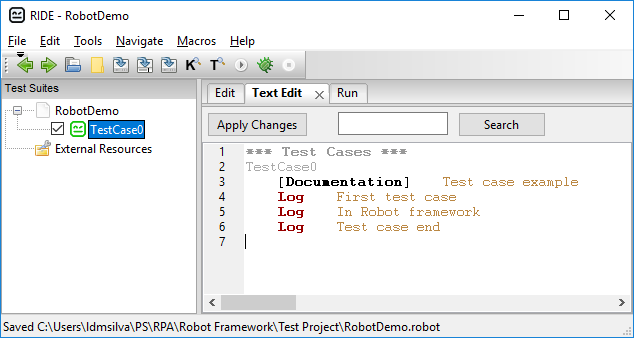 RIDE - RobotDemo
File Edit Tools Navigate Macros Help
K T
Test Suites
RobotDemo
TestCase0
External Resources
Edit Text Edit Run
Apply Changes Search
1 *** Test Cases ***
2 TestCase0
3 [Documentation] Test case example
4 Log First test case
5 Log In Robot framework
6 Log Test case end
7
Saved C:\Users\ldmsilva\PS\RPA\Robot Framework\Test Project\RobotDemo.robot